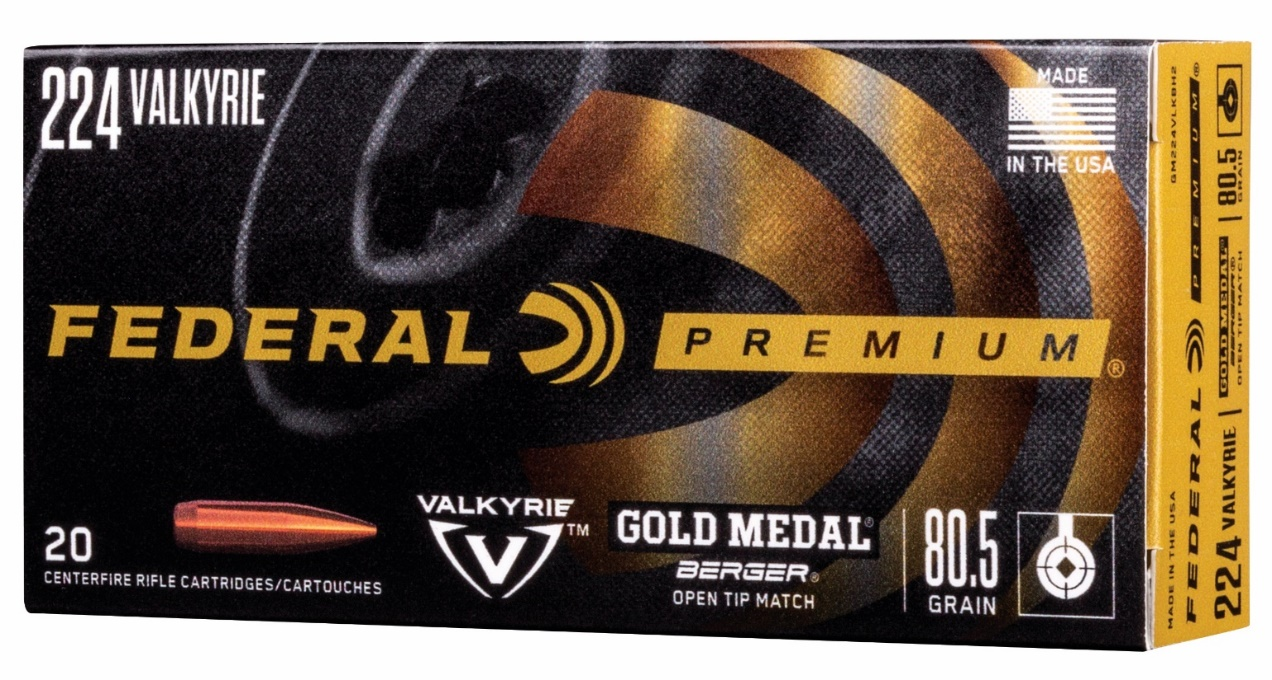 224 VALKYRIE
MADE
IN THE USA
FEDERAL PREMIUM®
20
CENTERFIRE RIFLE CARTRIDGES/CARTOUCHES
VALKYRIE™
V
GOLD MEDAL®
BERGER®
OPEN TIP MATCH
80.5
GRAIN
GM224VLKBH2
MADE IN THE USA
FEDERAL PREMIUM®
224 VALKYRIE | GOLD MEDAL® | 80.5
BERGER®
OPEN TIP MATCH
GRAIN